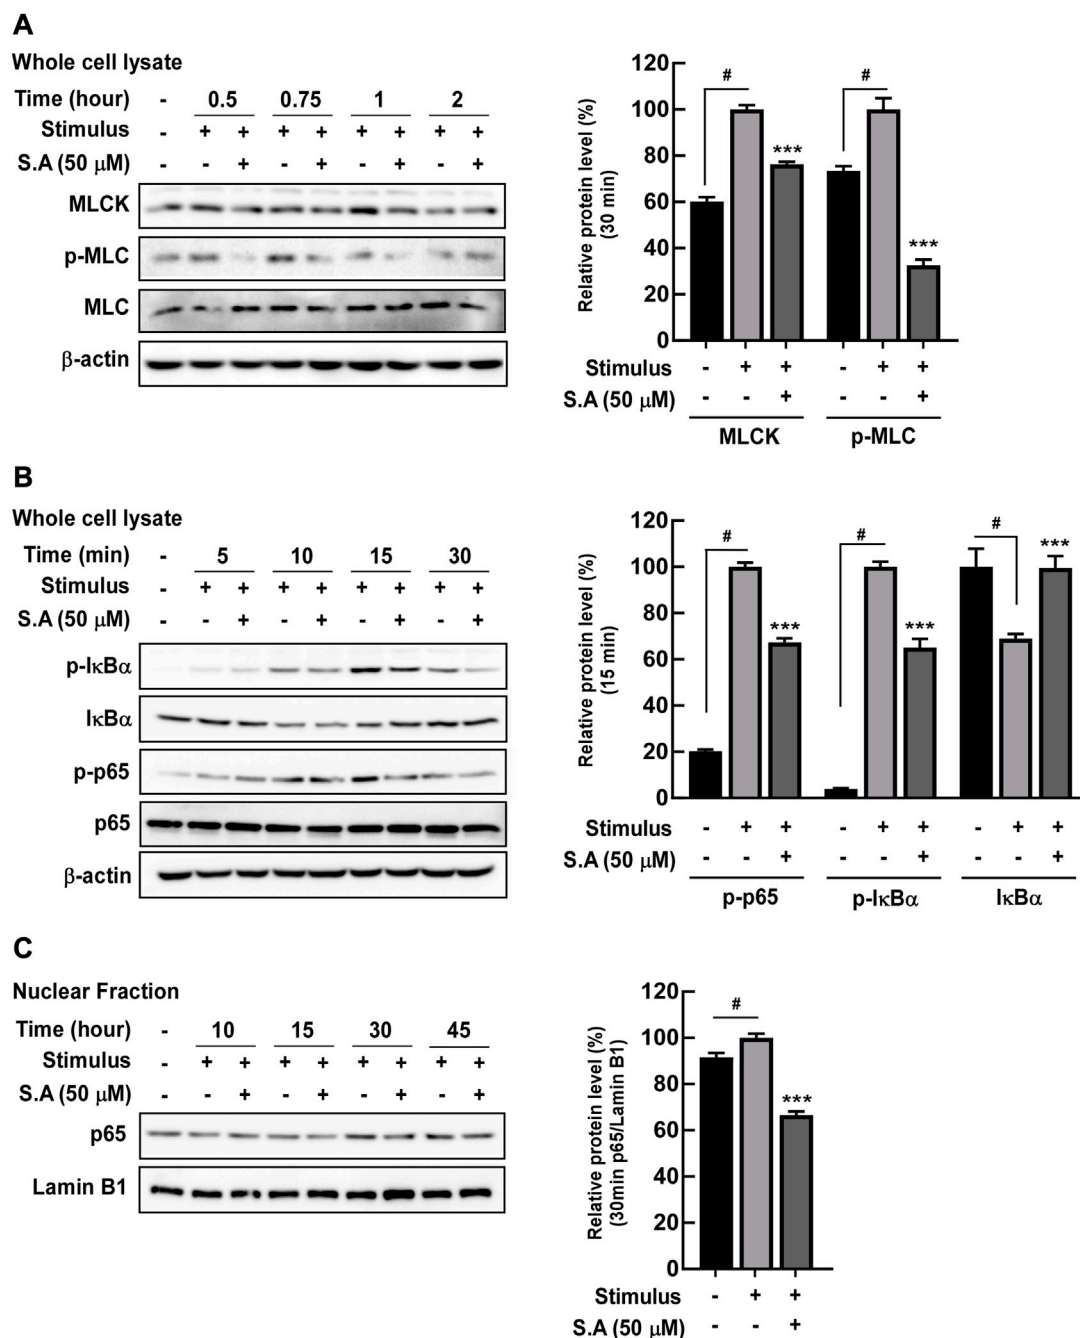 A
Whole cell lysate
Time (hour) - 0.5 0.75 1 2
Stimulus - + + + + + + + +
S.A (50 μM) - - + - + - + - +
MLCK
p-MLC
MLC
β-actin
Relative protein level (%)
(30 min)
120
100
80
60
40
20
0
# *** # ***
Stimulus - + + - + +
S.A (50 μM) - - + - - +
MLCK p-MLC
B
Whole cell lysate
Time (min) - 5 10 15 30
Stimulus - + + + + + + + +
S.A (50 μM) - - + - + - + - +
p-IκBα
IκBα
p-p65
p65
β-actin
Relative protein level (%)
(15 min)
120
100
80
60
40
20
0
# *** # *** # ***
Stimulus - + + - + + - + +
S.A (50 μM) - - + - - + - - +
p-p65 p-IκBα IκBα
C
Nuclear Fraction
Time (hour) - 10 15 30 45
Stimulus - + + + + + + + +
S.A (50 μM) - - + - + - + - +
p65
Lamin B1
Relative protein level (%)
(30min p65/Lamin B1)
120
100
80
60
40
20
0
# ***
Stimulus - + +
S.A (50 μM) - - +